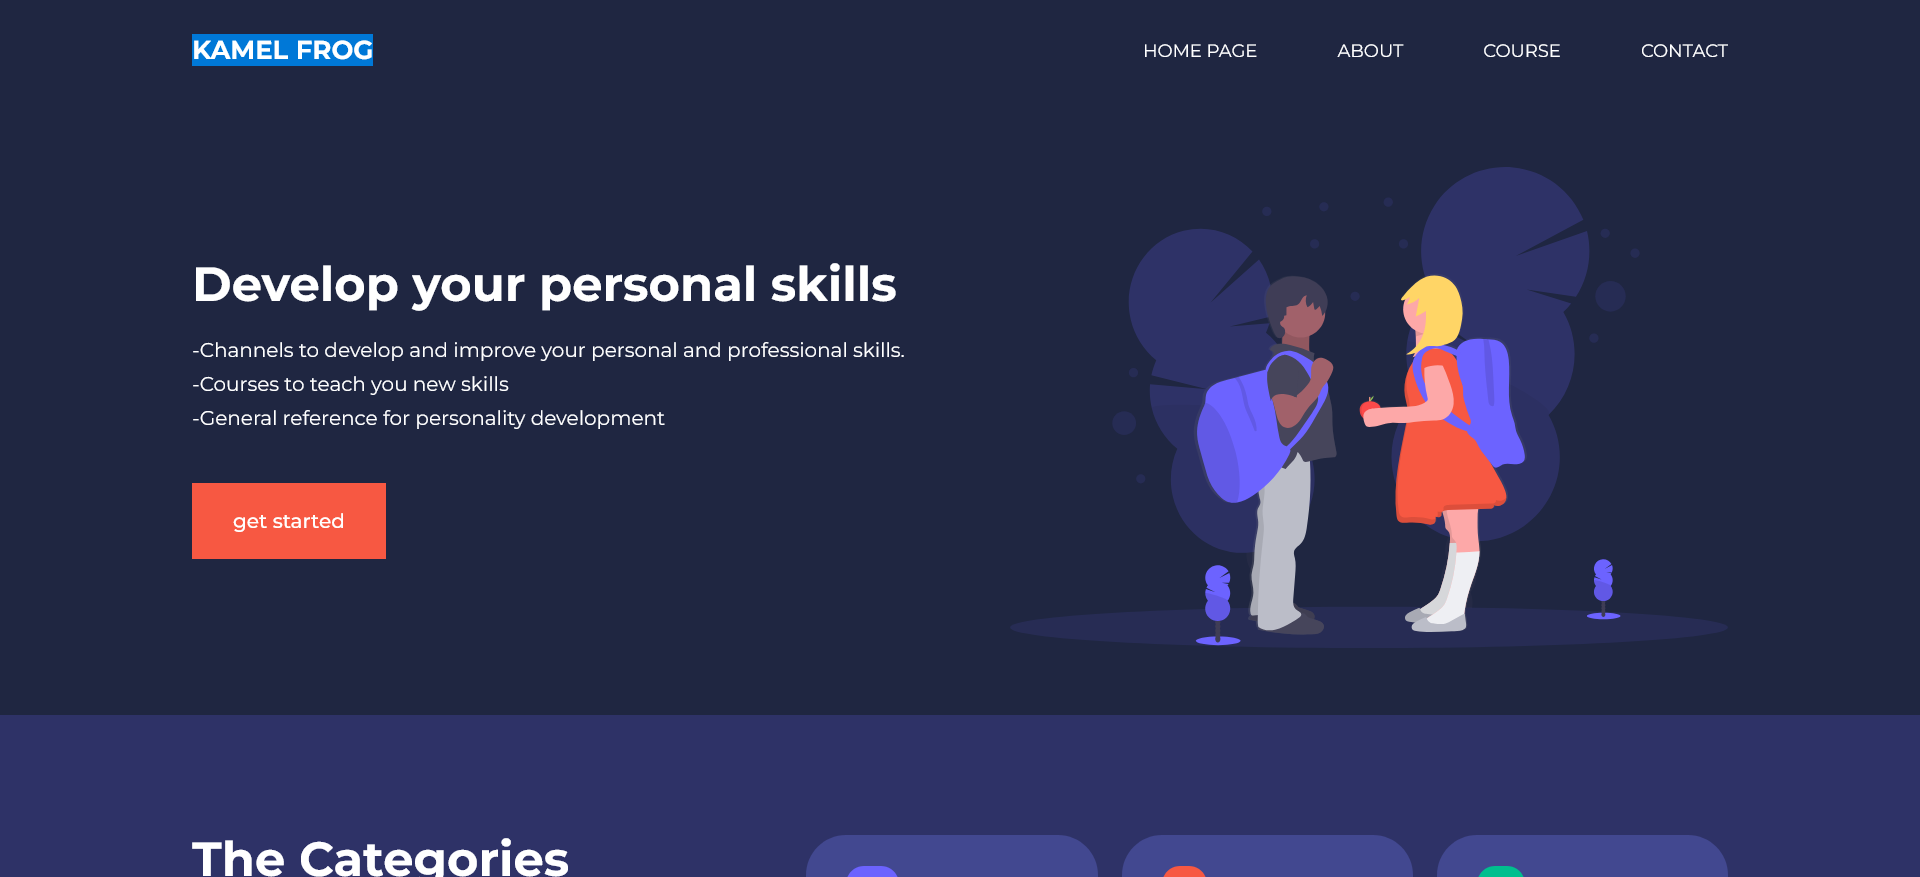 KAMEL FROG
HOME PAGE
ABOUT
COURSE
CONTACT
Develop your personal skills
-Channels to develop and improve your personal and professional skills.
-Courses to teach you new skills
-General reference for personality development
get started
The Categories